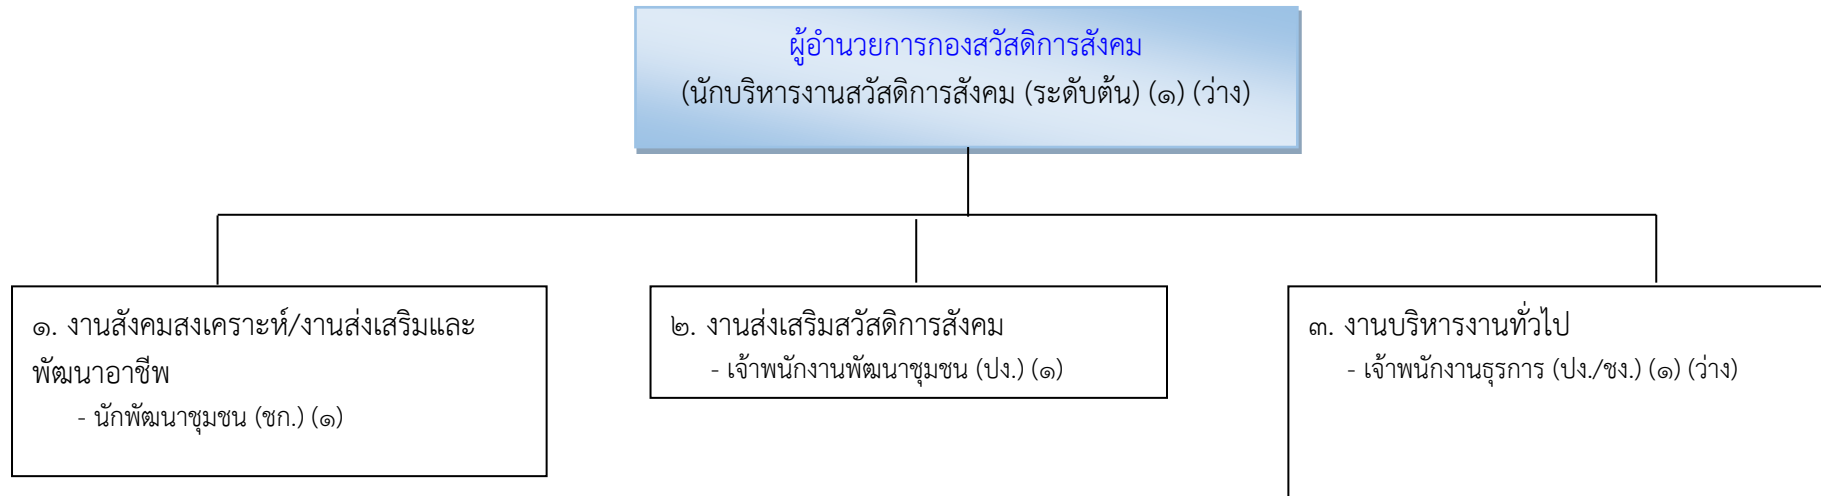 ผู้อำนวยการกองสวัสดิการสังคม
(นักบริหารงานสวัสดิการสังคม (ระดับต้น) (๑) (ว่าง)
๑. งานสังคมสงเคราะห์/งานส่งเสริมและ
พัฒนาอาชีพ
- นักพัฒนาชุมชน (ชก.) (๑)
๒. งานส่งเสริมสวัสดิการสังคม
- เจ้าพนักงานพัฒนาชุมชน (ปง.) (๑)
๓. งานบริหารงานทั่วไป
- เจ้าพนักงานธุรการ (ปง./ชง.) (๑) (ว่าง)